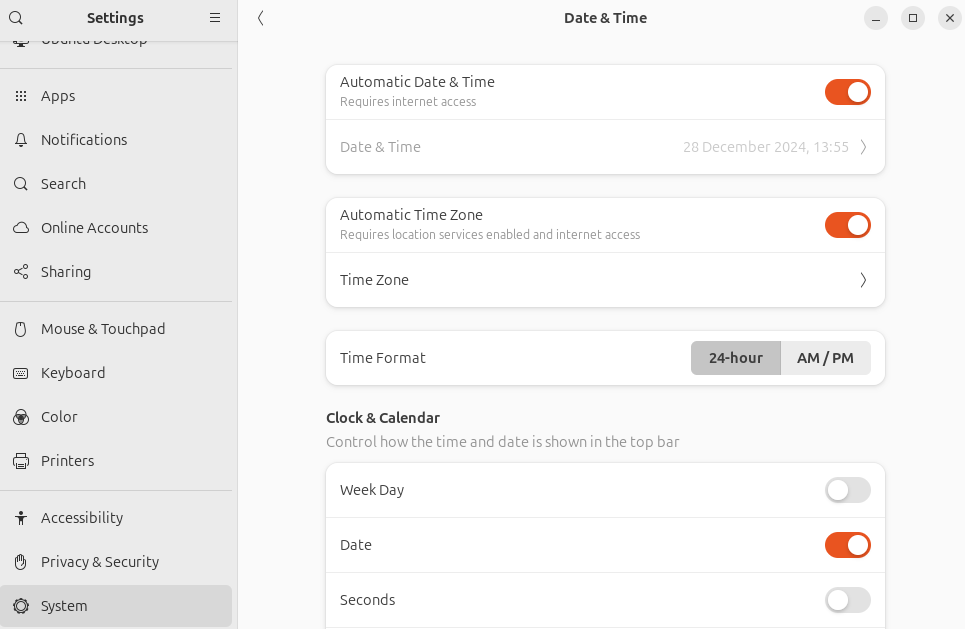 Settings
Ubuntu Desktop
Apps
Notifications
Search
Online Accounts
Sharing
Mouse & Touchpad
Keyboard
Color
Printers
Accessibility
Privacy & Security
System
Date & Time
Automatic Date & Time
Requires internet access
Date & Time 28 December 2024, 13:55
Automatic Time Zone
Requires location services enabled and internet access
Time Zone
Time Format 24-hour AM / PM
Clock & Calendar
Control how the time and date is shown in the top bar
Week Day
Date
Seconds